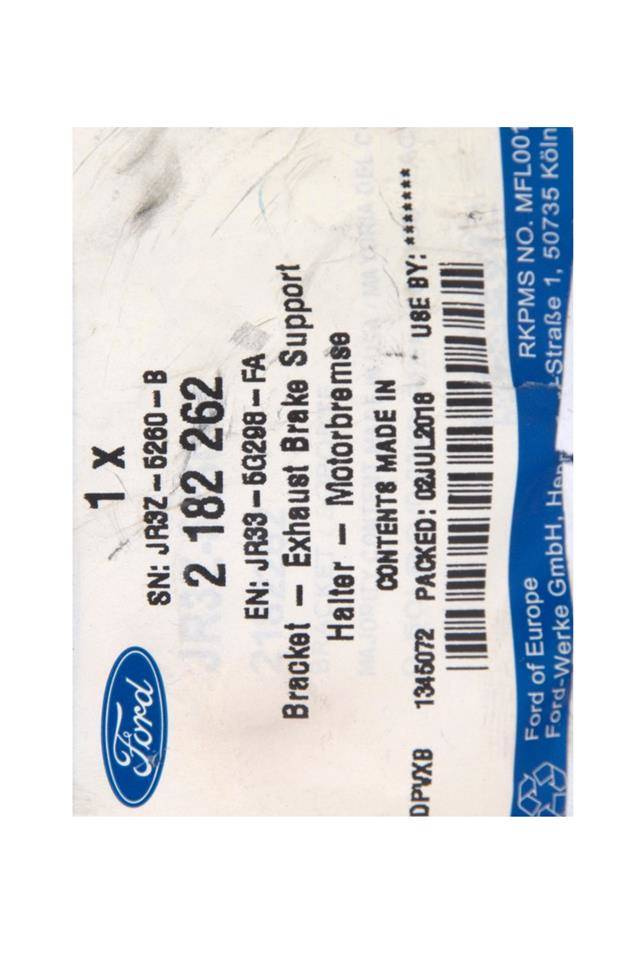 Ford
1 x
SN: JR3Z-5260-B
2 182 262
EN: JR33-5G298-FA
Bracket - Exhaust Brake Support
Halter - Motorbremse
CONTENTS MADE IN
DPVXB 1345072 PACKED: 02JUL2018 USE BY: *******
Ford of Europe RKPMS NO. MFL001
Ford-Werke GmbH, Henr -Straße 1, 50735 Köln